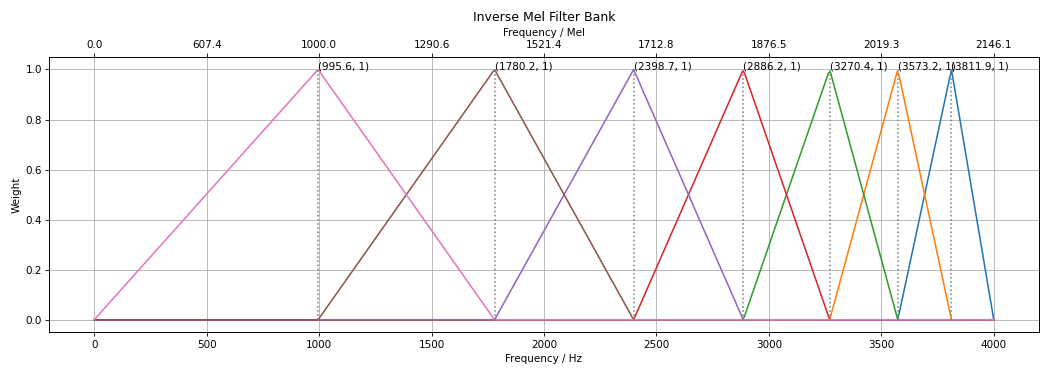 Inverse Mel Filter Bank
Frequency / Mel
0.0 607.4 1000.0 1290.6 1521.4 1712.8 1876.5 2019.3 2146.1
(995.6, 1) (1780.2, 1) (2398.7, 1) (2886.2, 1) (3270.4, 1) (3573.2, 1) (3811.9, 1)
1.0
0.8
0.6
0.4
0.2
0.0
Weight
0 500 1000 1500 2000 2500 3000 3500 4000
Frequency / Hz